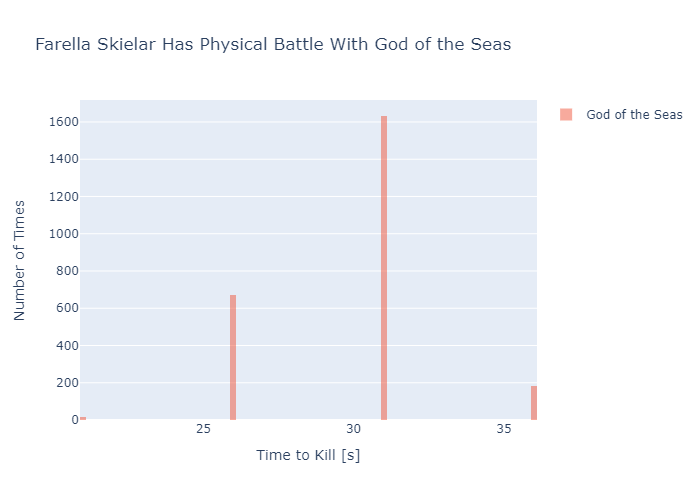 Farella Skielar Has Physical Battle With God of the Seas
God of the Seas
Number of Times
1600
1400
1200
1000
800
600
400
200
0
25 30 35
Time to Kill [s]